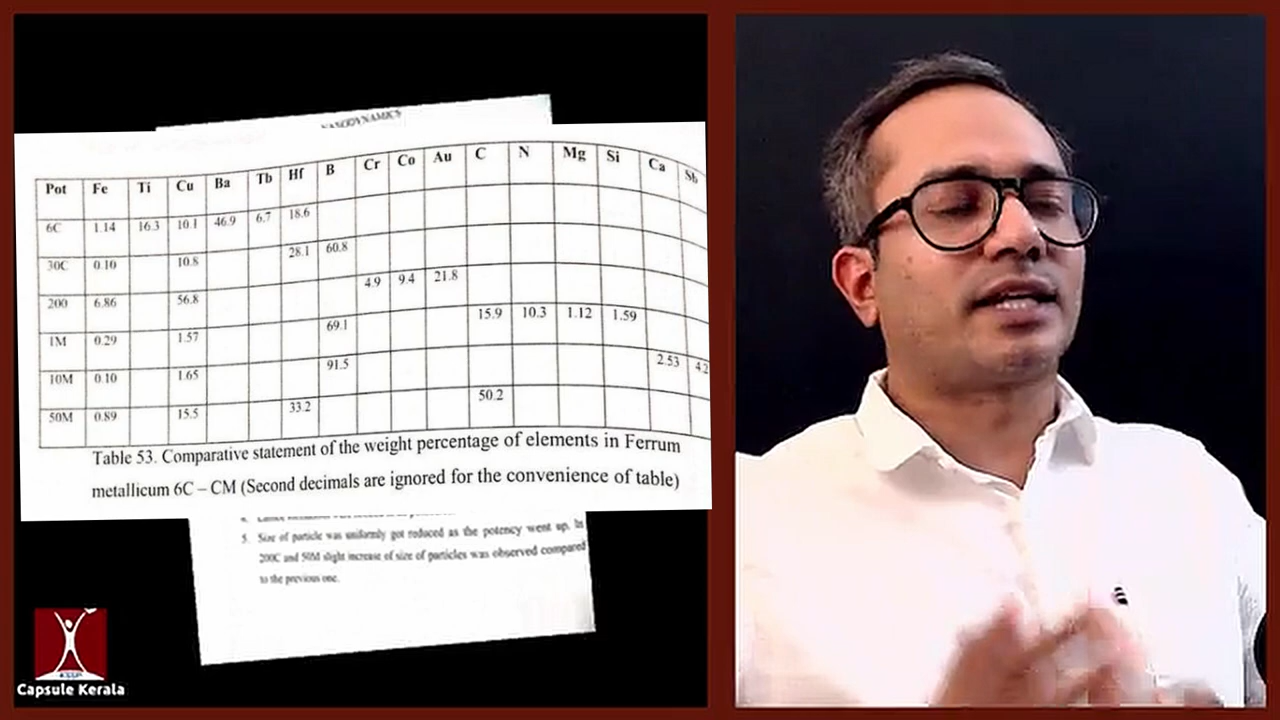 Pot Fe Ti Cu Ba Tb Hf B Cr Co Au C N Mg Si Ca Sb
6C 1.14 16.3 10.1 46.9 6.7 18.6
30C 0.10 10.8 28.1 60.8
200 6.86 56.8 4.9 9.4 21.8
1M 0.29 1.57 69.1 15.9 10.3 1.12 1.59
10M 0.10 1.65 91.5 2.53 4.2
50M 0.89 15.5 33.2 50.2
Table 53. Comparative statement of the weight percentage of elements in Ferrum
metallicum 6C – CM (Second decimals are ignored for the convenience of table)
5. Size of particle was uniformly got reduced as the potency went up. In
200C and 50M slight increase of size of particles was observed compared
to the previous one.
Capsule Kerala